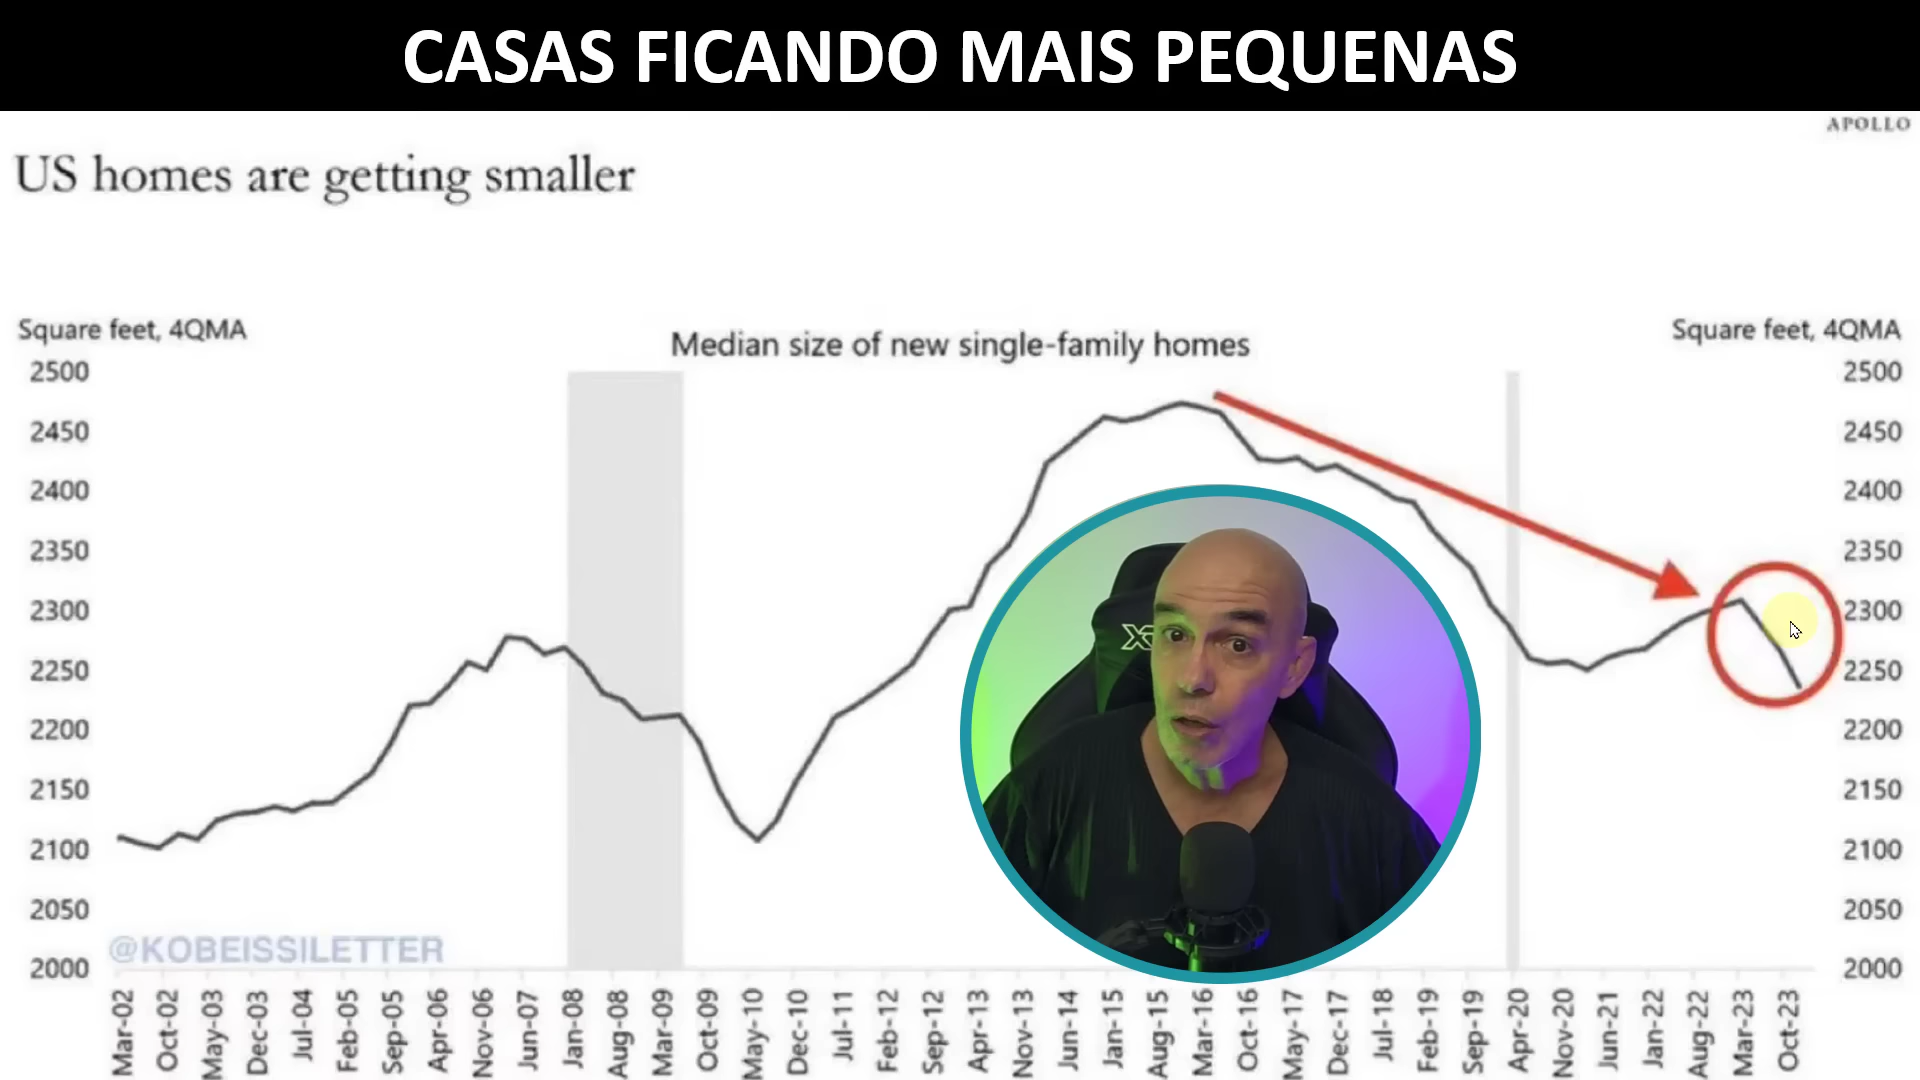 CASAS FICANDO MAIS PEQUENAS
APOLLO
US homes are getting smaller
Square feet, 4QMA
Median size of new single-family homes
Square feet, 4QMA
2500
2450
2400
2350
2300
2250
2200
2150
2100
2050
2000
2500
2450
2400
2350
2300
2250
2200
2150
2100
2050
2000
@KOBEISSILETTER
Mar-02
Oct-02
May-03
Dec-03
Jul-04
Feb-05
Sep-05
Apr-06
Nov-06
Jun-07
Jan-08
Aug-08
Mar-09
Oct-09
May-10
Dec-10
Jul-11
Feb-12
Sep-12
Apr-13
Nov-13
Jun-14
Jan-15
Aug-15
Mar-16
Oct-16
May-17
Dec-17
Jul-18
Feb-19
Sep-19
Apr-20
Nov-20
Jun-21
Jan-22
Aug-22
Mar-23
Oct-23